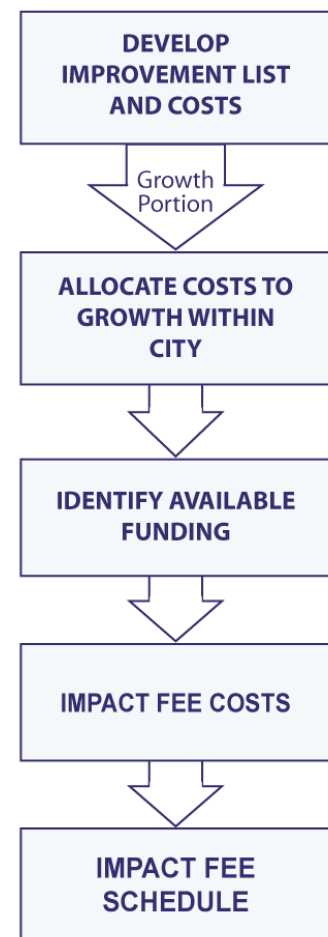 DEVELOP
IMPROVEMENT LIST
AND COSTS
Growth
Portion
ALLOCATE COSTS TO
GROWTH WITHIN
CITY
IDENTIFY AVAILABLE
FUNDING
IMPACT FEE COSTS
IMPACT FEE
SCHEDULE